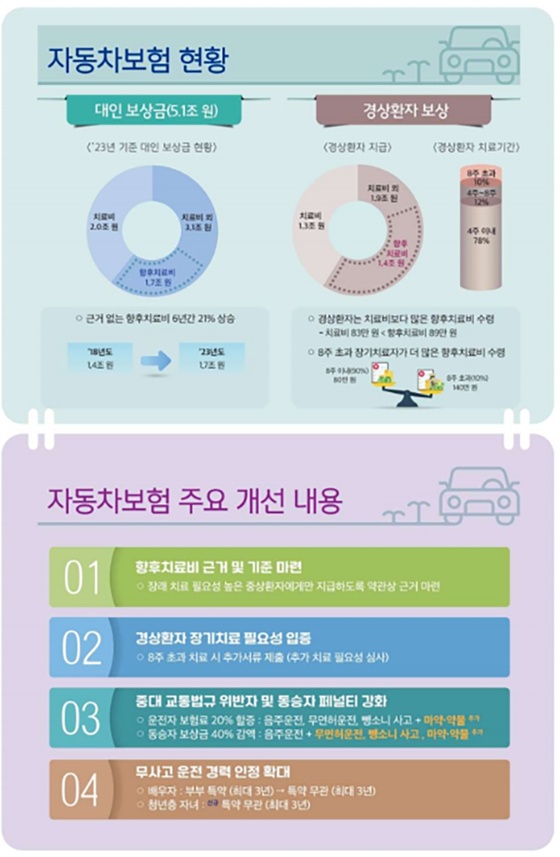 자동차보험 현황
대인 보상금(5.1조 원)
경상환자 보상
<'23년 기준 대인 보상금 현황>
<경상환자 지급>
<경상환자 치료기간>
치료비
2.0조 원
치료비 외
3.1조 원
향후치료비
1.7조 원
치료비
1.3조 원
치료비 외
1.9조 원
향후
치료비
1.4조 원
8주 초과
10%
4주~8주
12%
4주 이내
78%
○ 근거 없는 향후치료비 6년간 21% 상승
'18년도
1.4조 원
'23년도
1.7조 원
○ 경상환자는 치료비보다 많은 향후치료비 수령
- 치료비 83만 원 < 향후치료비 89만 원
○ 8주 초과 장기치료자가 더 많은 향후치료비 수령
8주 이내(90%)
80만 원
8주 초과(10%)
140만 원
자동차보험 주요 개선 내용
01
향후치료비 근거 및 기준 마련
○ 장래 치료 필요성 높은 중상환자에게만 지급하도록 약관상 근거 마련
02
경상환자 장기치료 필요성 입증
○ 8주 초과 치료 시 추가서류 제출 (추가 치료 필요성 심사)
03
중대 교통법규 위반자 및 동승자 페널티 강화
○ 운전자 보험료 20% 할증 : 음주운전, 무면허운전, 뺑소니 사고 + 마약·약물 추가
○ 동승자 보상금 40% 감액 : 음주운전 + 무면허운전, 뺑소니 사고, 마약·약물 추가
04
무사고 운전 경력 인정 확대
○ 배우자 : 부부 특약 (최대 3년) → 특약 무관 (최대 3년)
○ 청년층 자녀 : 신규 특약 무관 (최대 3년)